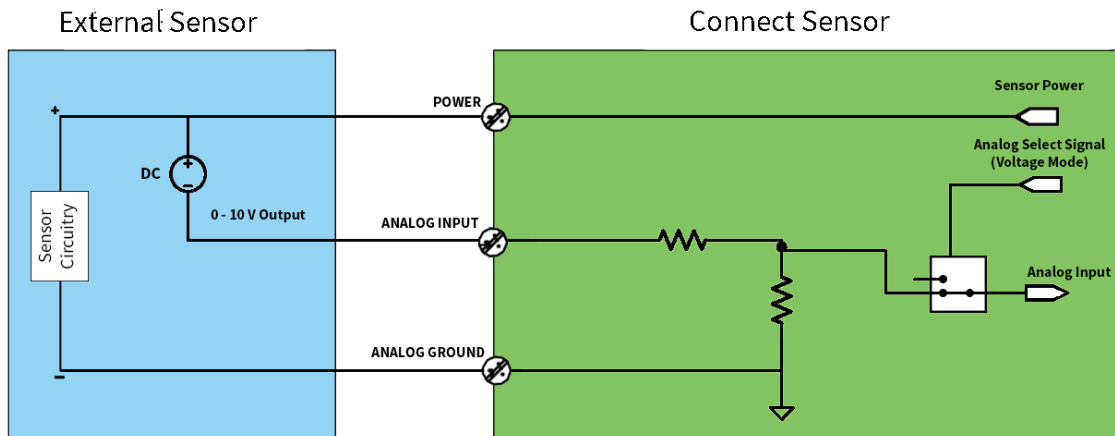 External Sensor
Connect Sensor
Sensor Power
POWER
+
Analog Select Signal
(Voltage Mode)
DC
+
−
Sensor
Circuitry
0 - 10 V Output
ANALOG INPUT
Analog Input
ANALOG GROUND
−